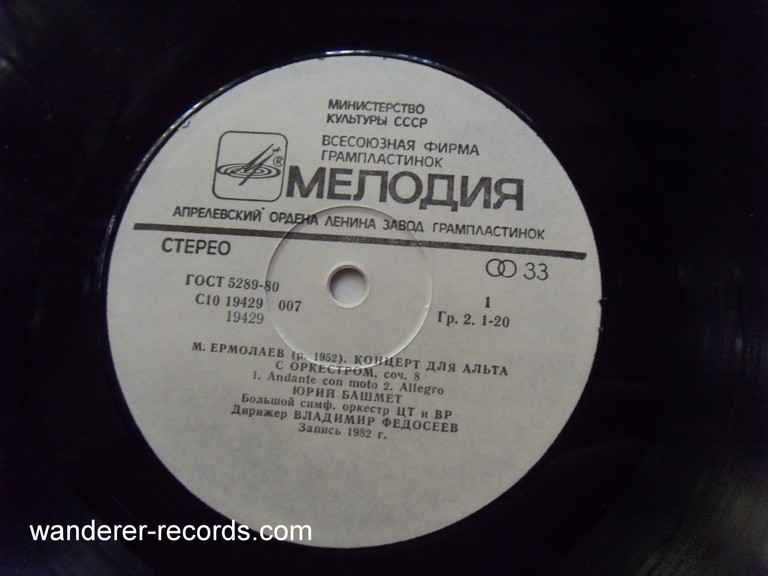 МИНИСТЕРСТВО
КУЛЬТУРЫ СССР
ВСЕСОЮЗНАЯ ФИРМА
ГРАМПЛАСТИНОК
®
МЕЛОДИЯ
АПРЕЛЕВСКИЙ ОРДЕНА ЛЕНИНА ЗАВОД ГРАМПЛАСТИНОК
СТЕРЕО
33
ГОСТ 5289-80
С10 19429 007
19429
1
Гр. 2. 1-20
М. ЕРМОЛАЕВ (р. 1952). КОНЦЕРТ ДЛЯ АЛЬТА
С ОРКЕСТРОМ, соч. 8
1. Andante con moto 2. Allegro
ЮРИЙ БАШМЕТ
Большой симф. оркестр ЦТ и ВР
Дирижер ВЛАДИМИР ФЕДОСЕЕВ
Запись 1982 г.
wanderer-records.com